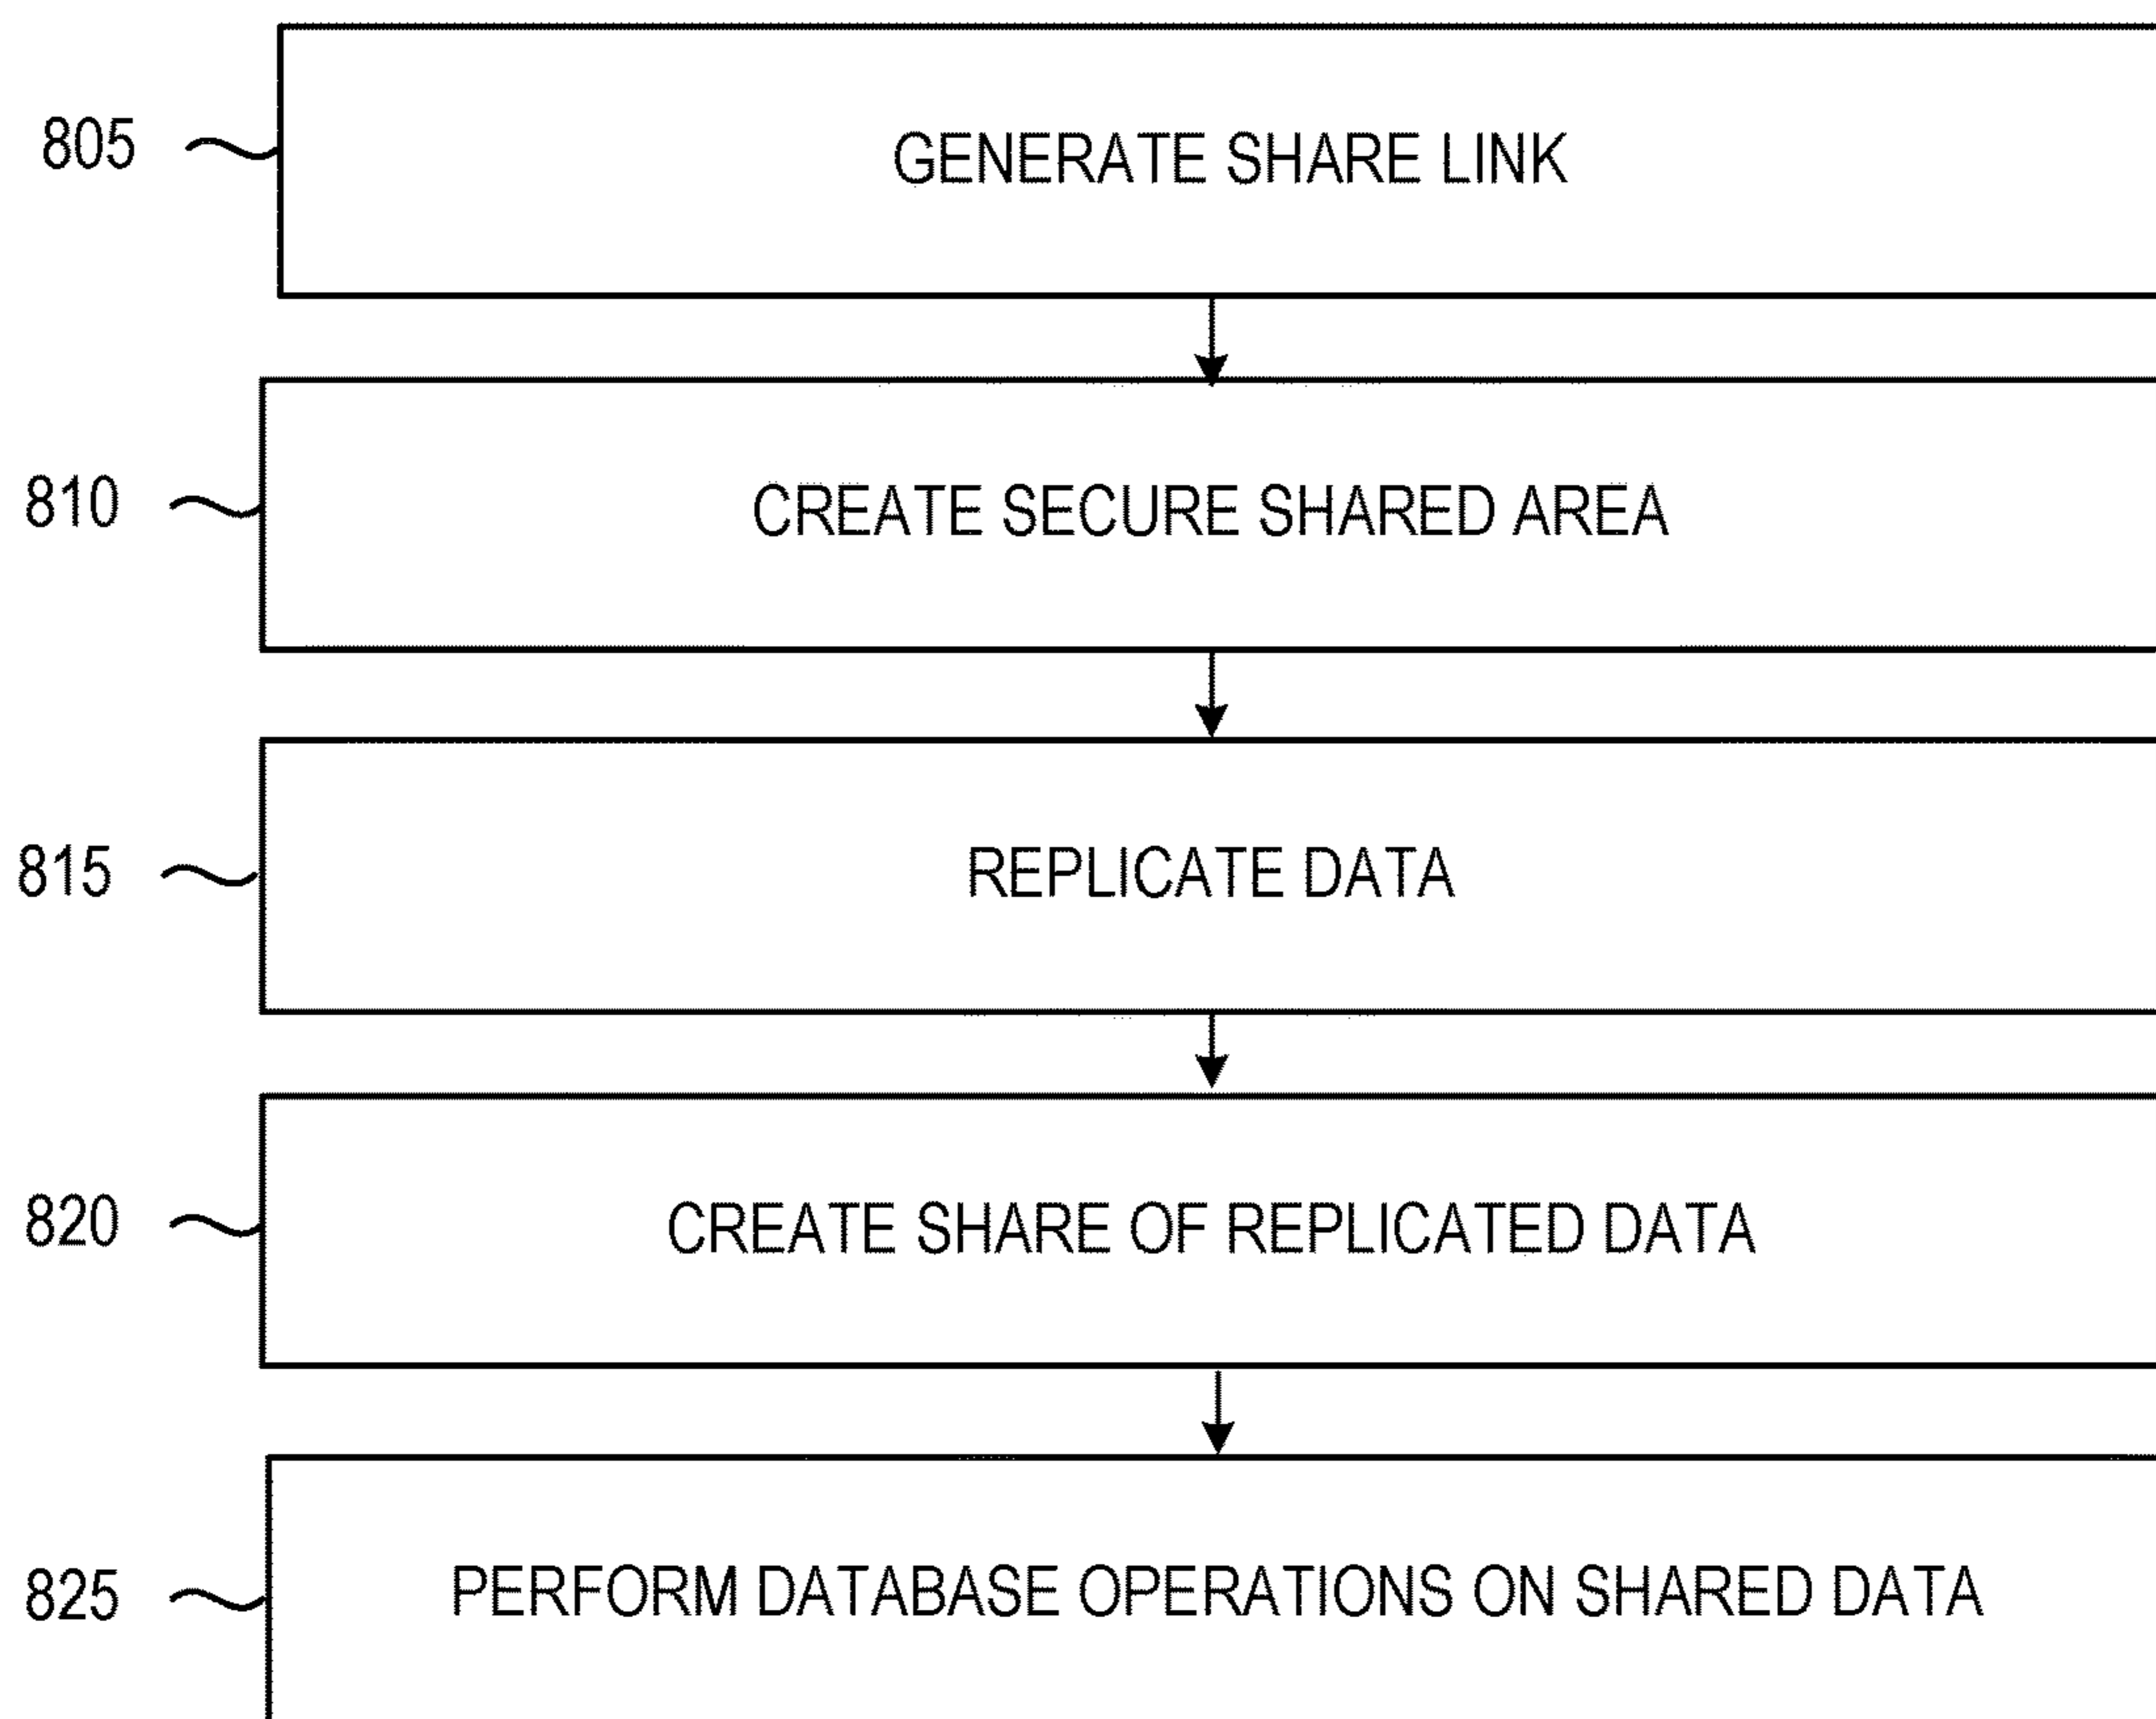 805 GENERATE SHARE LINK
810 CREATE SECURE SHARED AREA
815 REPLICATE DATA
820 CREATE SHARE OF REPLICATED DATA
825 PERFORM DATABASE OPERATIONS ON SHARED DATA